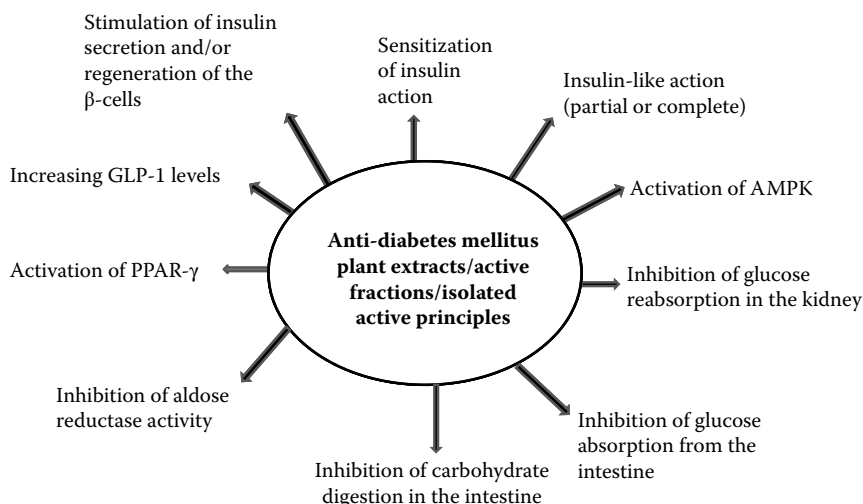 Stimulation of insulin
secretion and/or
regeneration of the
β-cells
Sensitization
of insulin
action
Insulin-like action
(partial or complete)
Increasing GLP-1 levels
Activation of AMPK
Activation of PPAR-γ
Anti-diabetes mellitus
plant extracts/active
fractions/isolated
active principles
Inhibition of glucose
reabsorption in the kidney
Inhibition of aldose
reductase activity
Inhibition of carbohydrate
digestion in the intestine
Inhibition of glucose
absorption from the
intestine